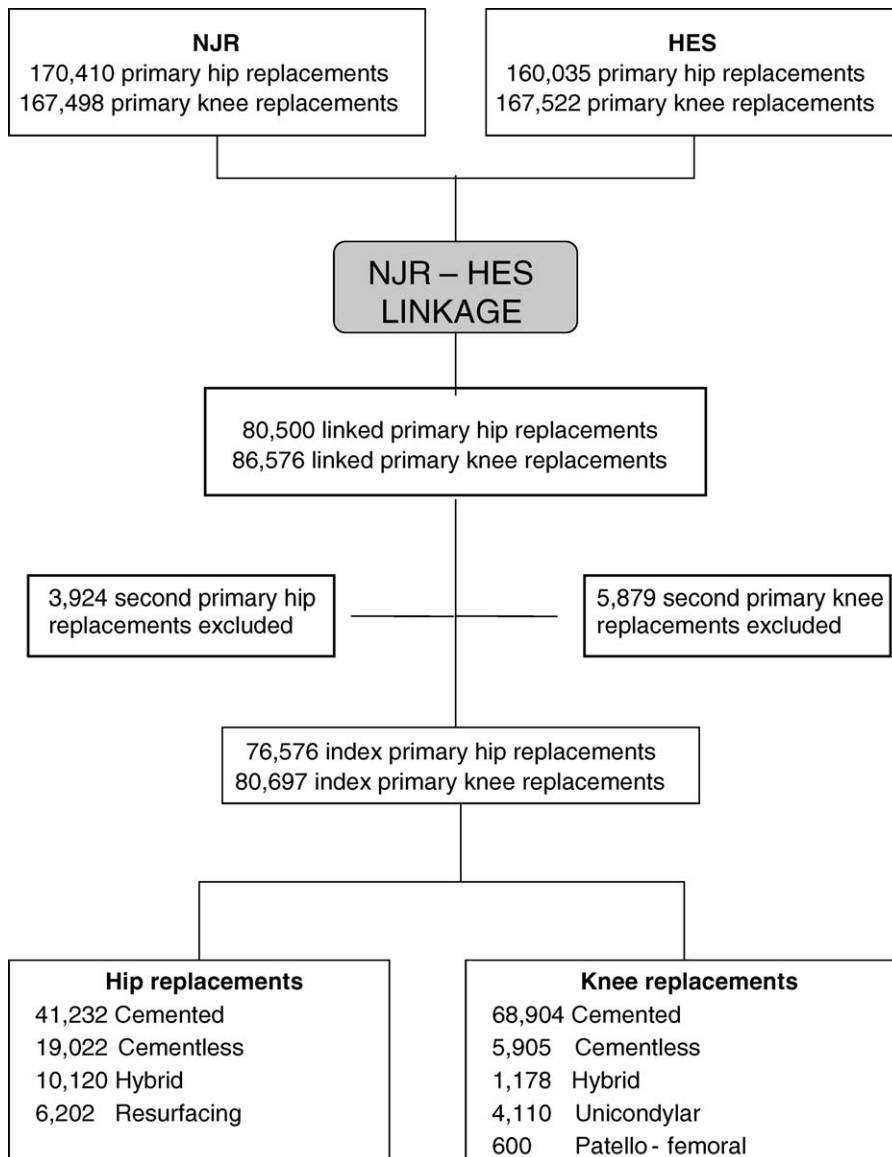 NJR
170,410 primary hip replacements
167,498 primary knee replacements
HES
160,035 primary hip replacements
167,522 primary knee replacements
NJR – HES
LINKAGE
80,500 linked primary hip replacements
86,576 linked primary knee replacements
3,924 second primary hip
replacements excluded
5,879 second primary knee
replacements excluded
76,576 index primary hip replacements
80,697 index primary knee replacements
Hip replacements
41,232 Cemented
19,022 Cementless
10,120 Hybrid
6,202 Resurfacing
Knee replacements
68,904 Cemented
5,905 Cementless
1,178 Hybrid
4,110 Unicondylar
600 Patello - femoral